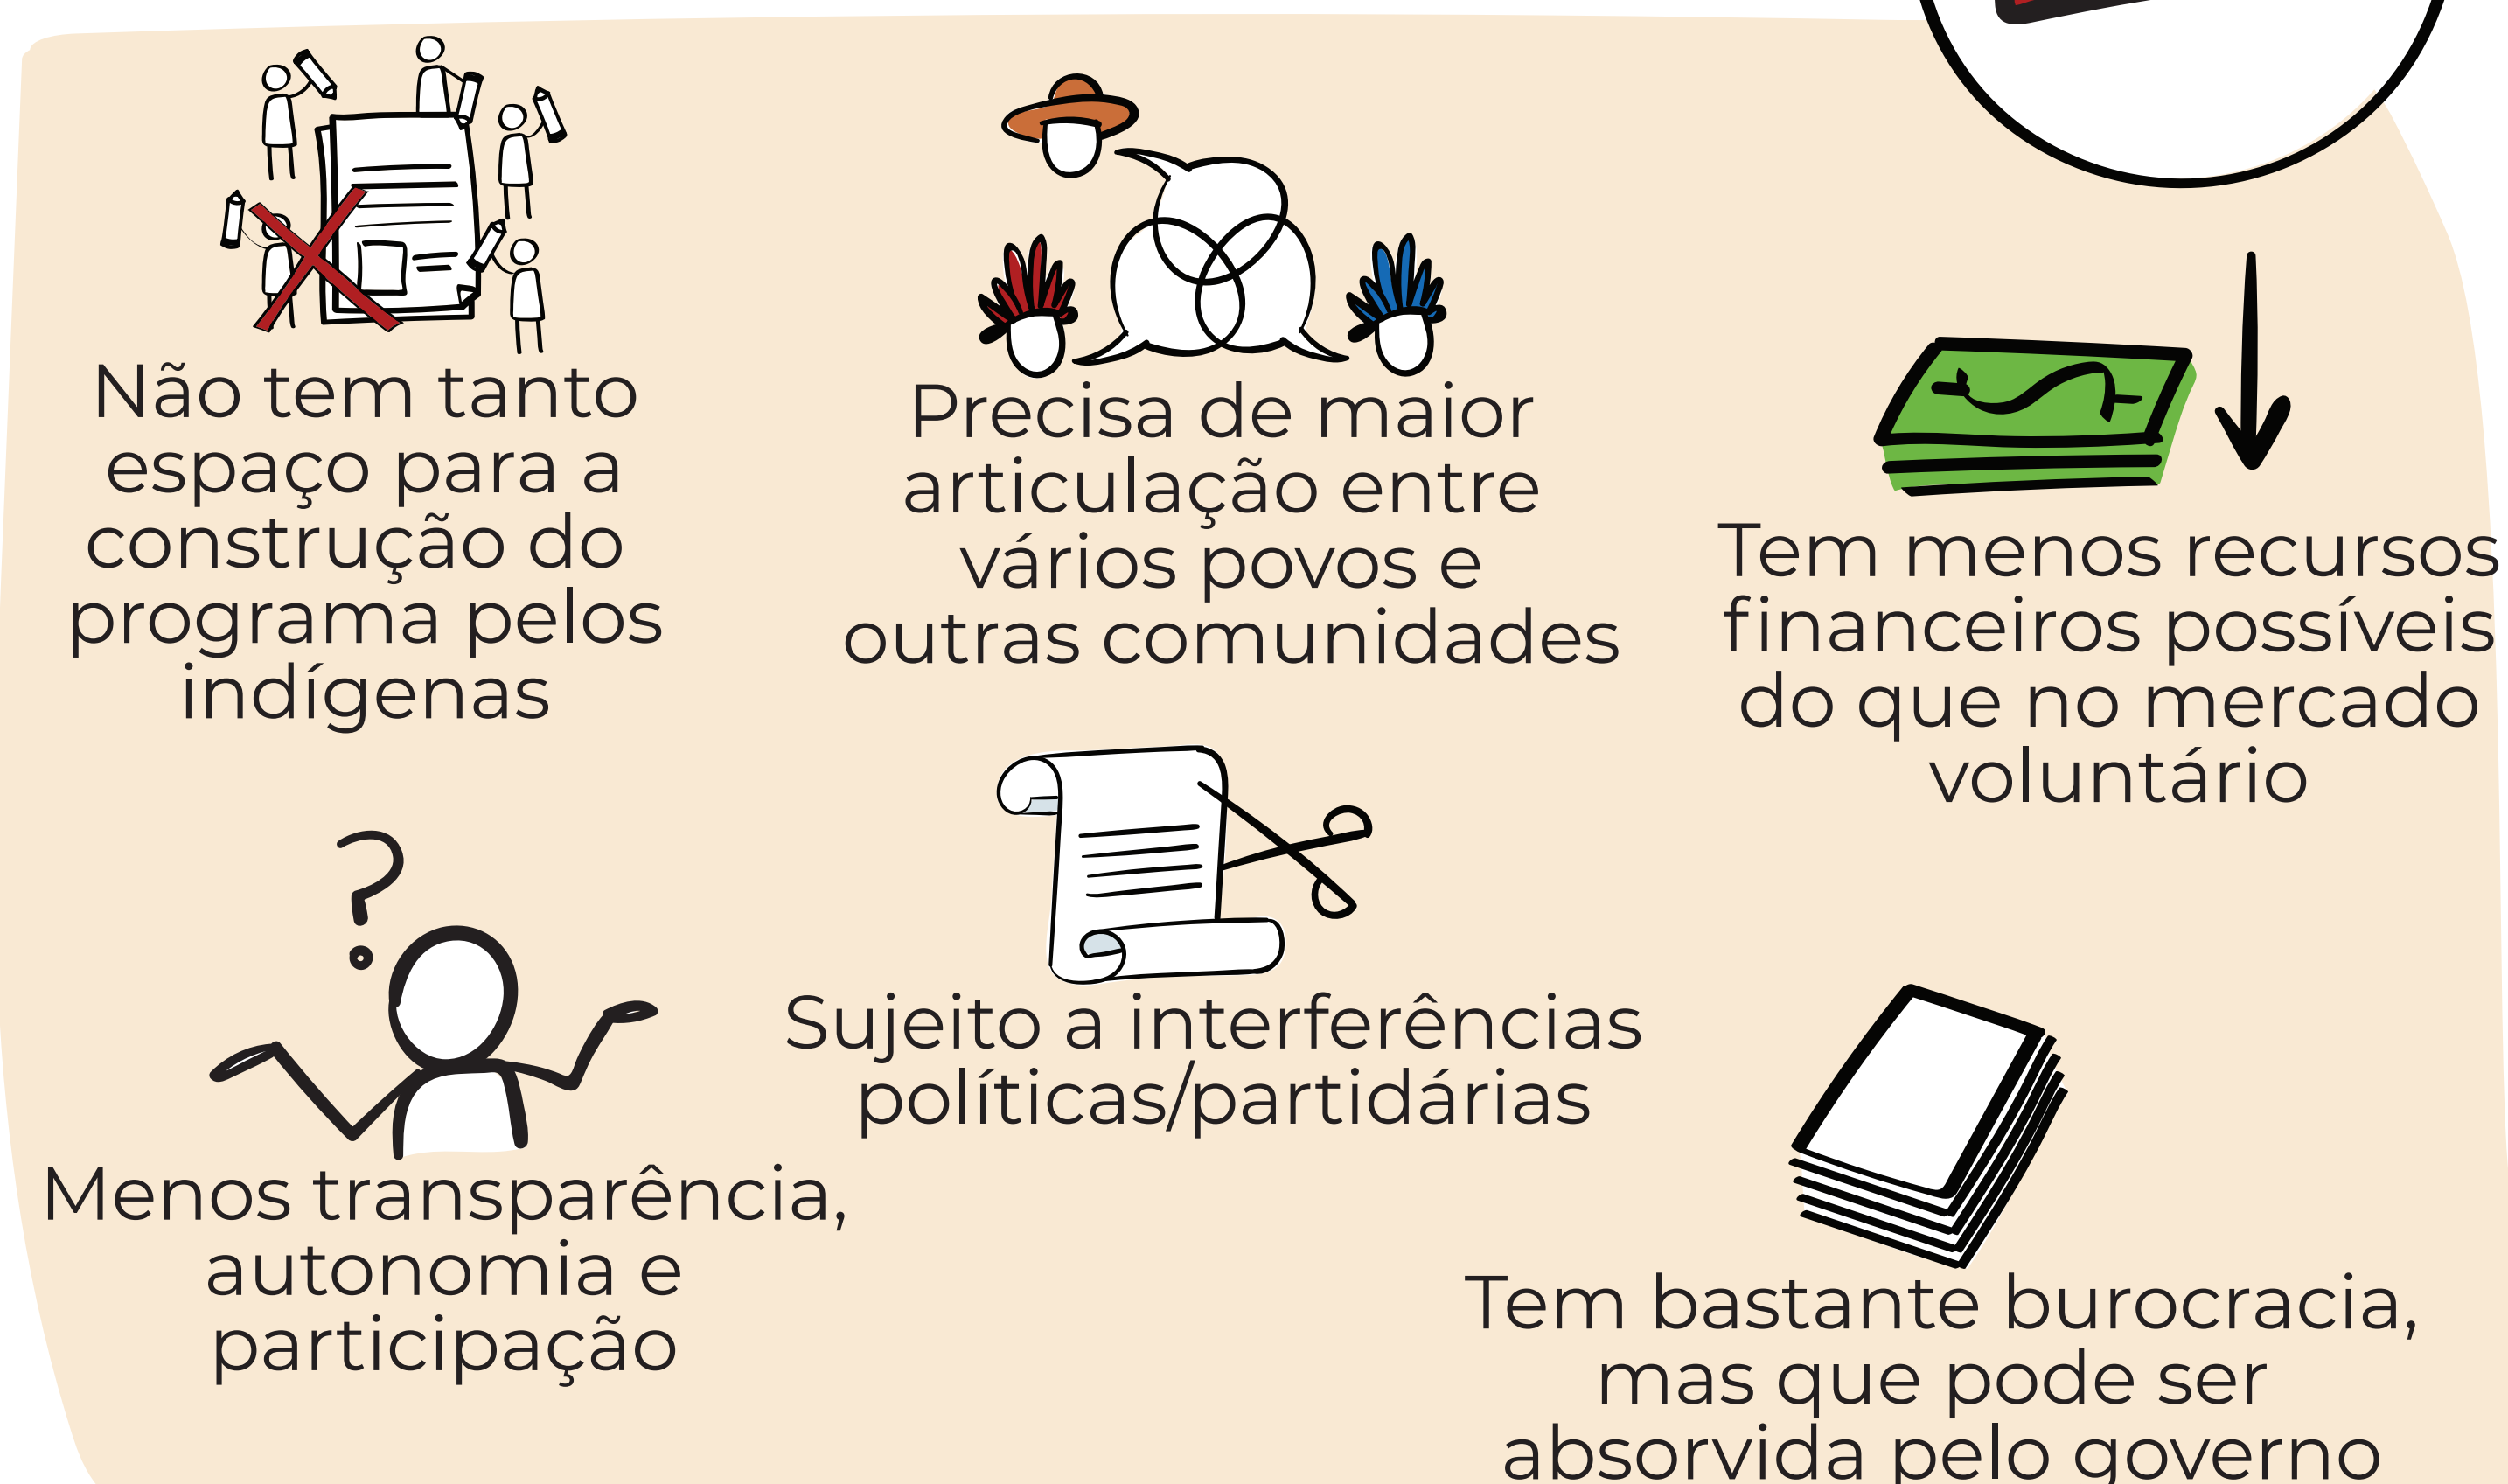 Não tem tanto
espaço para a
construção do
programa pelos
indígenas
Precisa de maior
articulação entre
vários povos e
outras comunidades
Tem menos recursos
financeiros possíveis
do que no mercado
voluntário
Menos transparência,
autonomia e
participação
Sujeito a interferências
políticas/partidárias
Tem bastante burocracia,
mas que pode ser
absorvida pelo governo